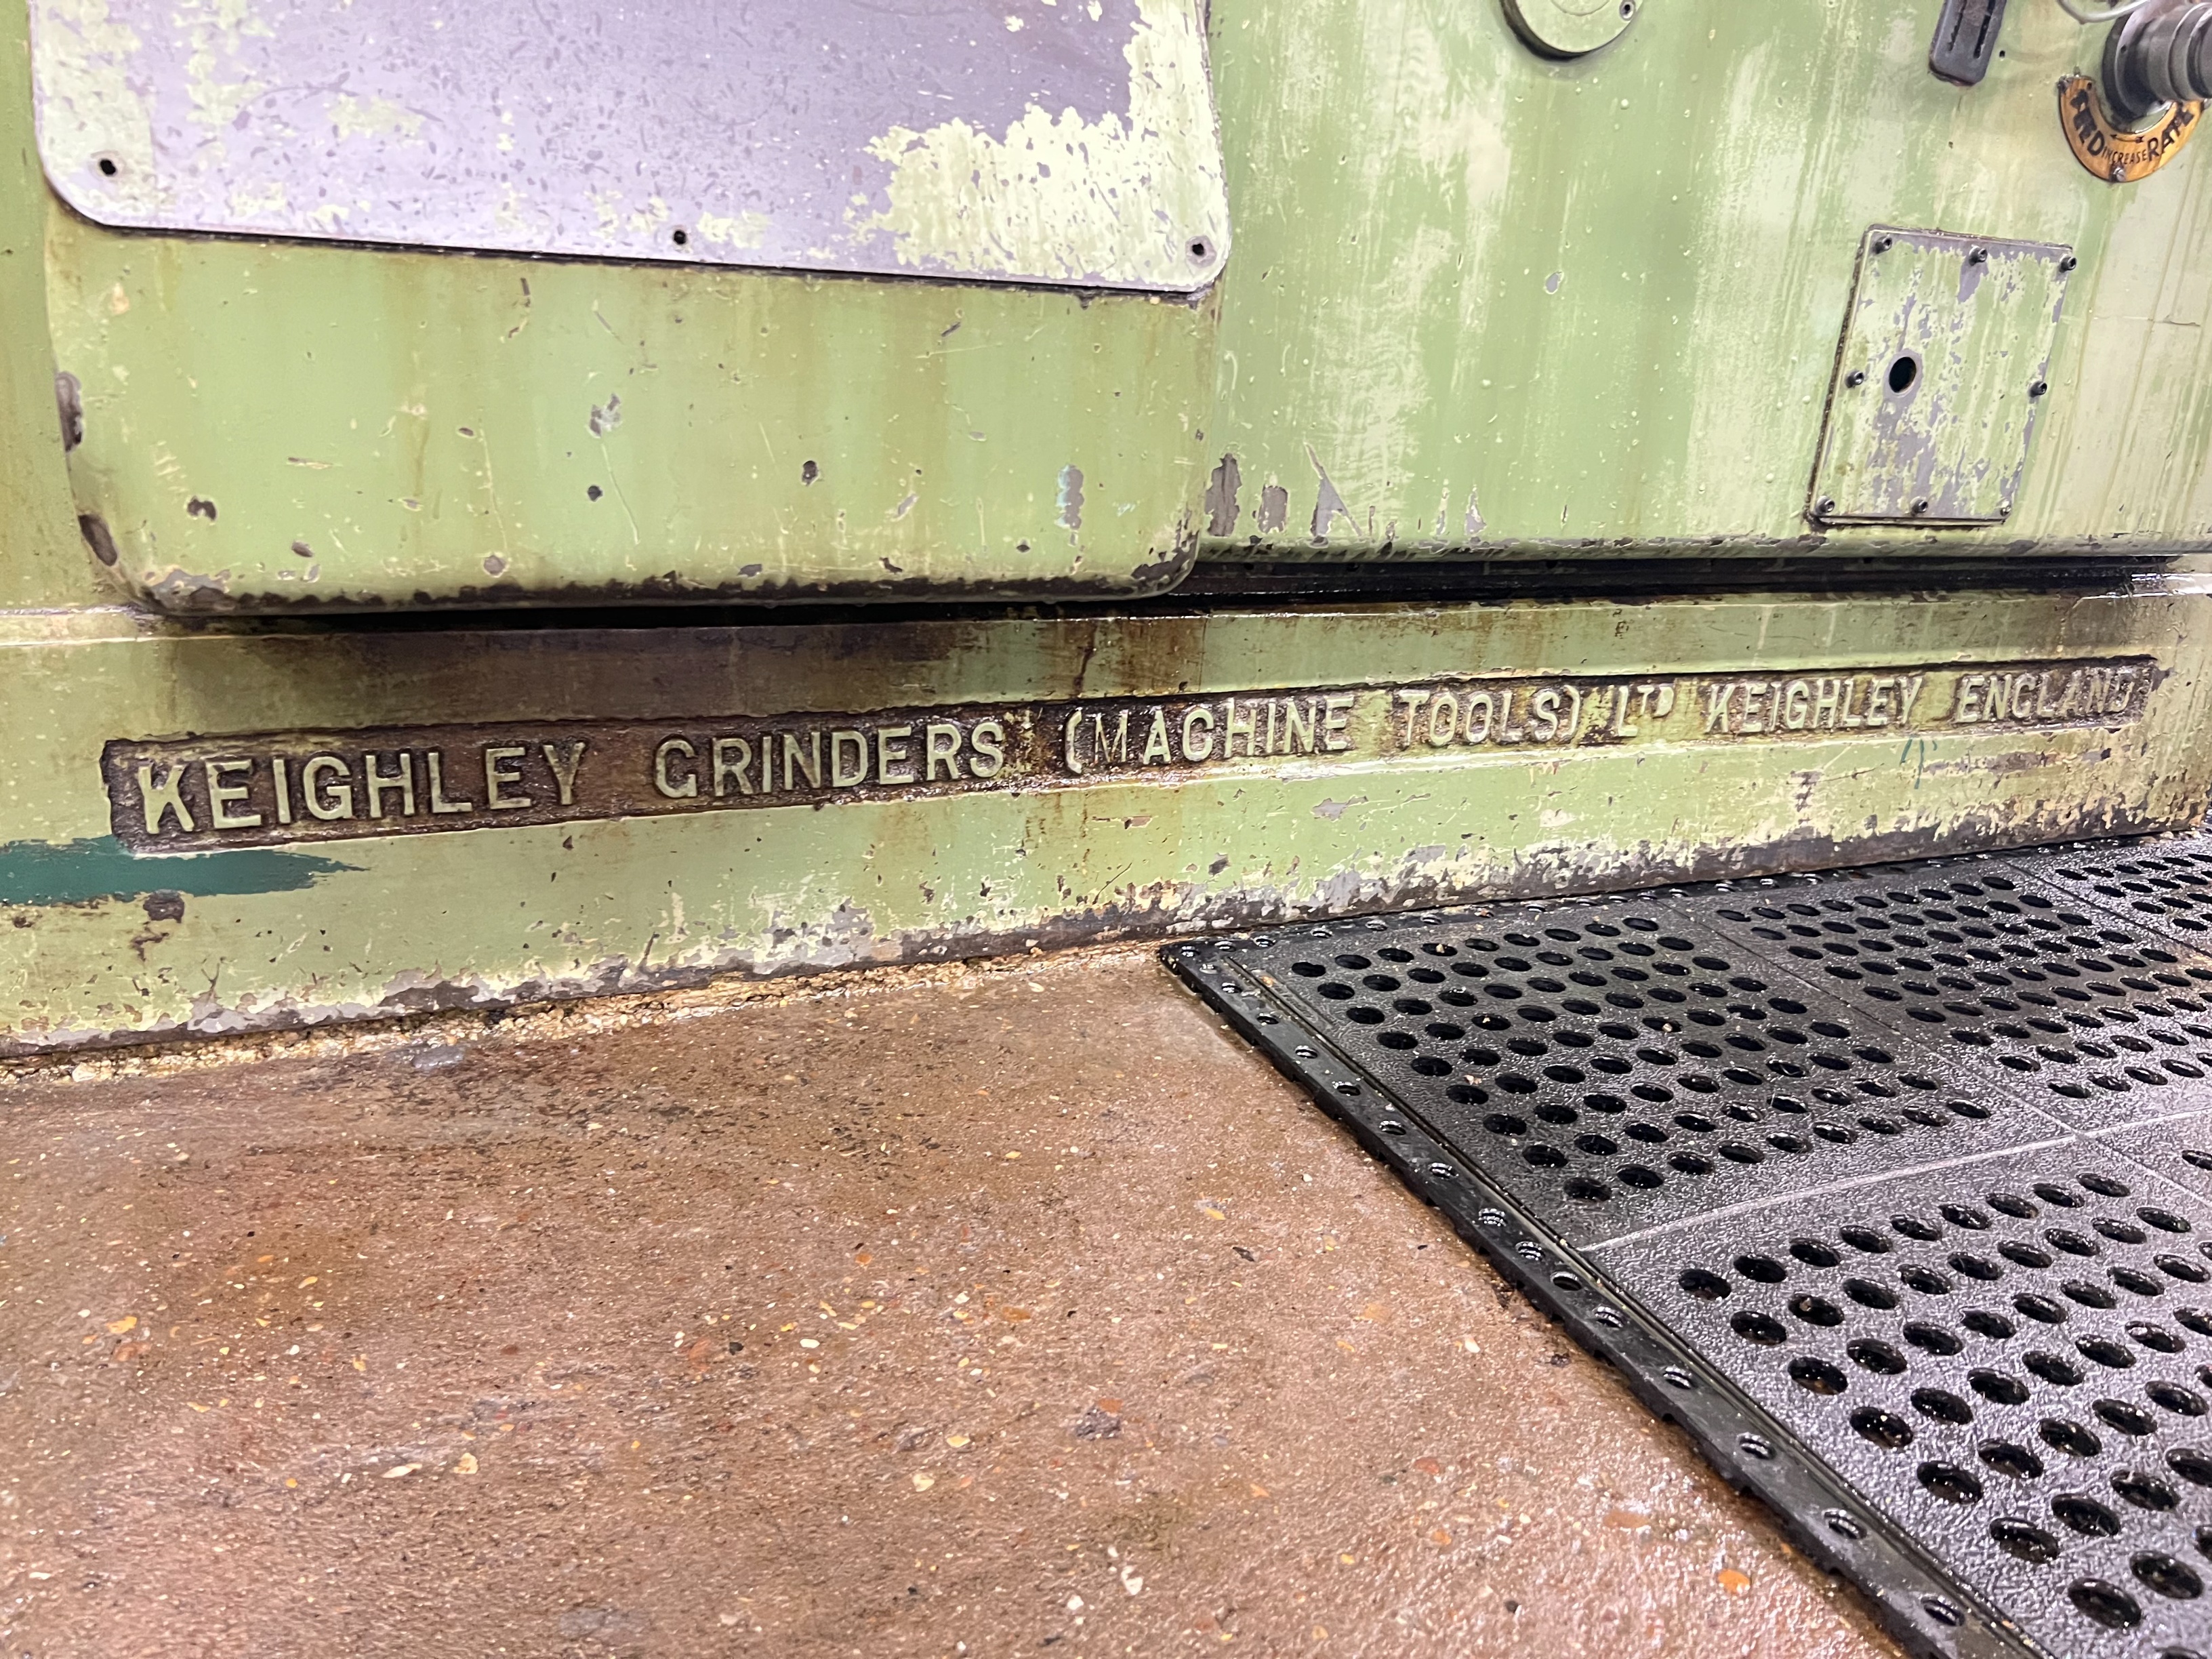 FEED INCREASE RATE
KEIGHLEY GRINDERS (MACHINE TOOLS) LTD KEIGHLEY ENGLAND